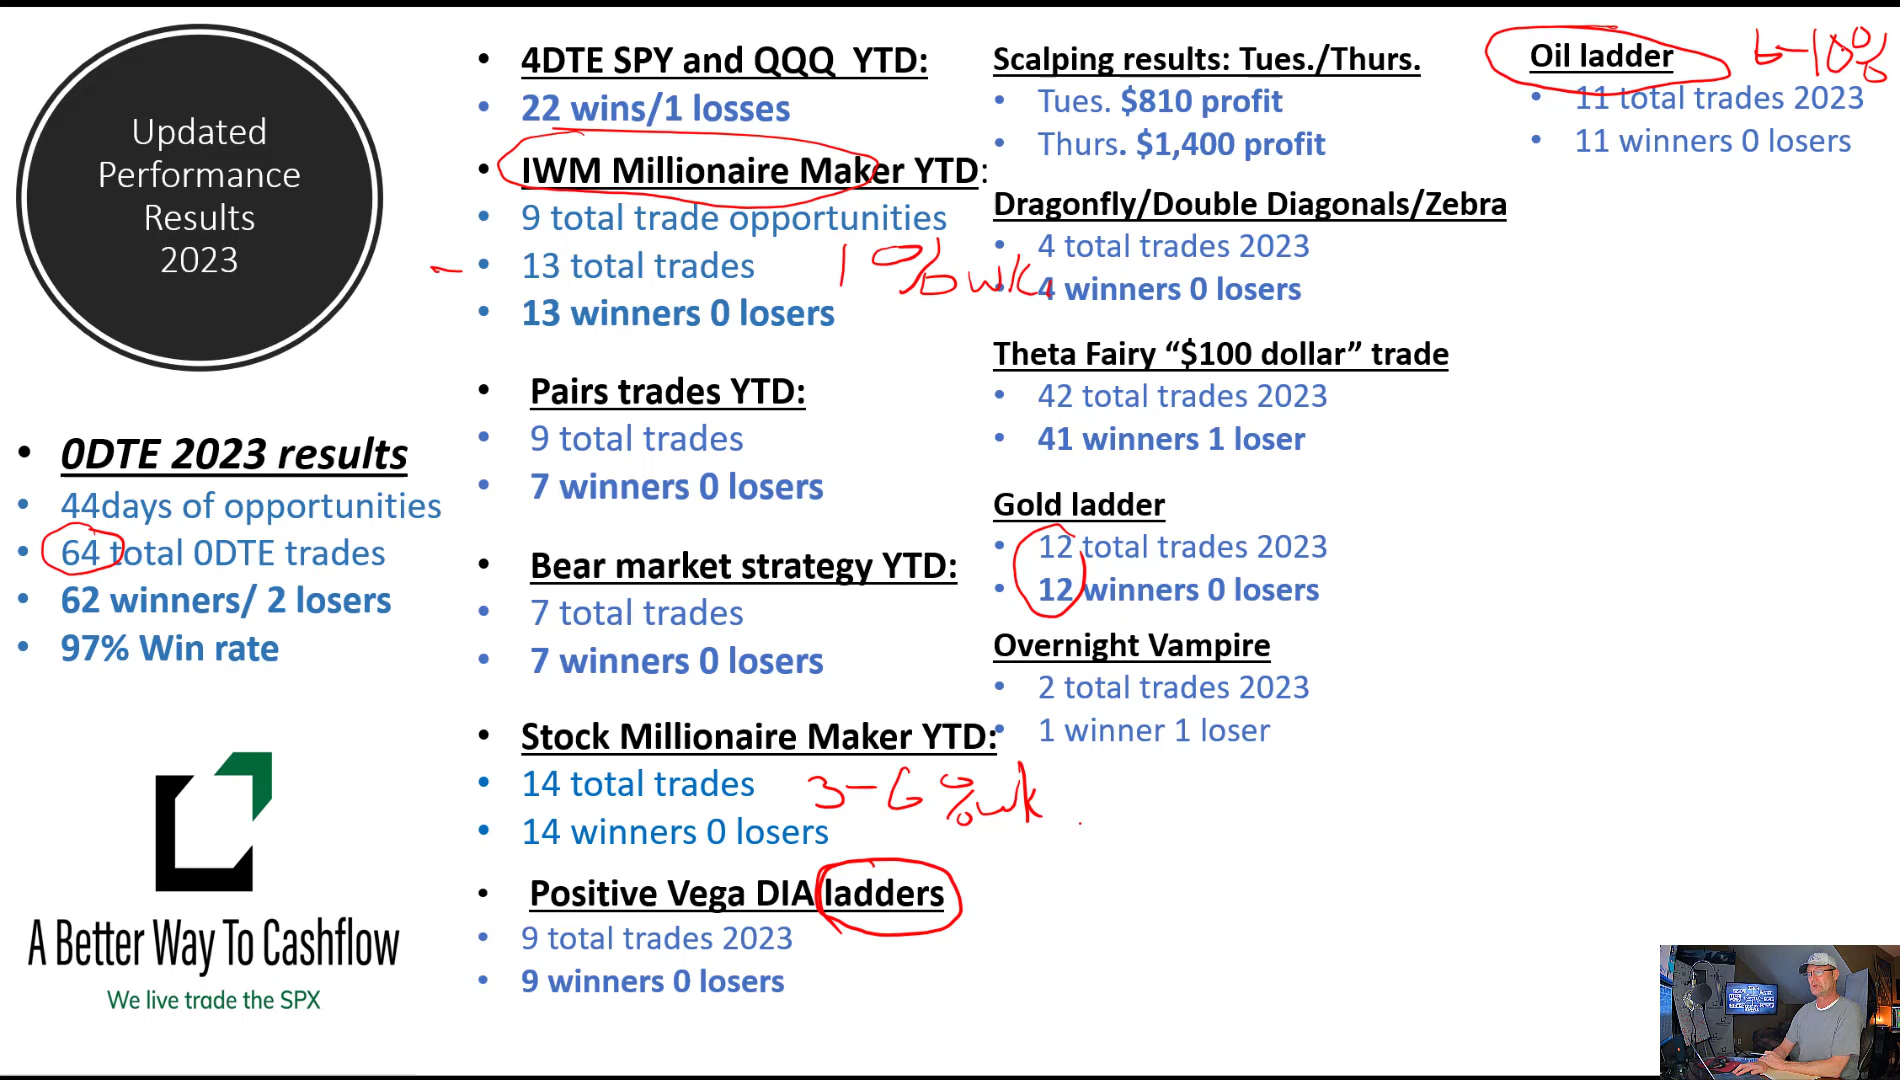 Updated
Performance
Results
2023
• 0DTE 2023 results
• 44days of opportunities
• 64 total 0DTE trades
• 62 winners/ 2 losers
• 97% Win rate
A Better Way To Cashflow
We live trade the SPX
• 4DTE SPY and QQQ YTD:
• 22 wins/1 losses
• IWM Millionaire Maker YTD:
• 9 total trade opportunities
• 13 total trades
1% wk
• 13 winners 0 losers
• Pairs trades YTD:
• 9 total trades
• 7 winners 0 losers
• Bear market strategy YTD:
• 7 total trades
• 7 winners 0 losers
• Stock Millionaire Maker YTD:
• 14 total trades
3-6% wk
• 14 winners 0 losers
• Positive Vega DIA ladders
• 9 total trades 2023
• 9 winners 0 losers
Scalping results: Tues./Thurs.
• Tues. $810 profit
• Thurs. $1,400 profit
Dragonfly/Double Diagonals/Zebra
• 4 total trades 2023
• 4 winners 0 losers
Theta Fairy “$100 dollar” trade
• 42 total trades 2023
• 41 winners 1 loser
Gold ladder
• 12 total trades 2023
• 12 winners 0 losers
Overnight Vampire
• 2 total trades 2023
• 1 winner 1 loser
Oil ladder
6-10%
• 11 total trades 2023
• 11 winners 0 losers